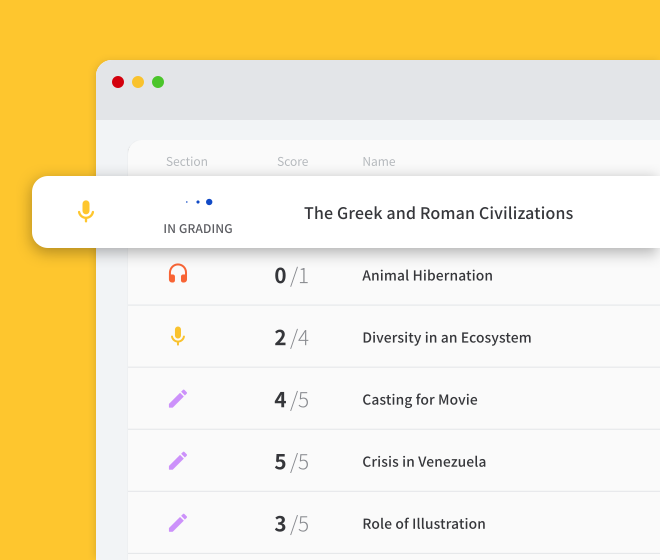 Section Score Name
IN GRADING
The Greek and Roman Civilizations
0/1 Animal Hibernation
2/4 Diversity in an Ecosystem
4/5 Casting for Movie
5/5 Crisis in Venezuela
3/5 Role of Illustration